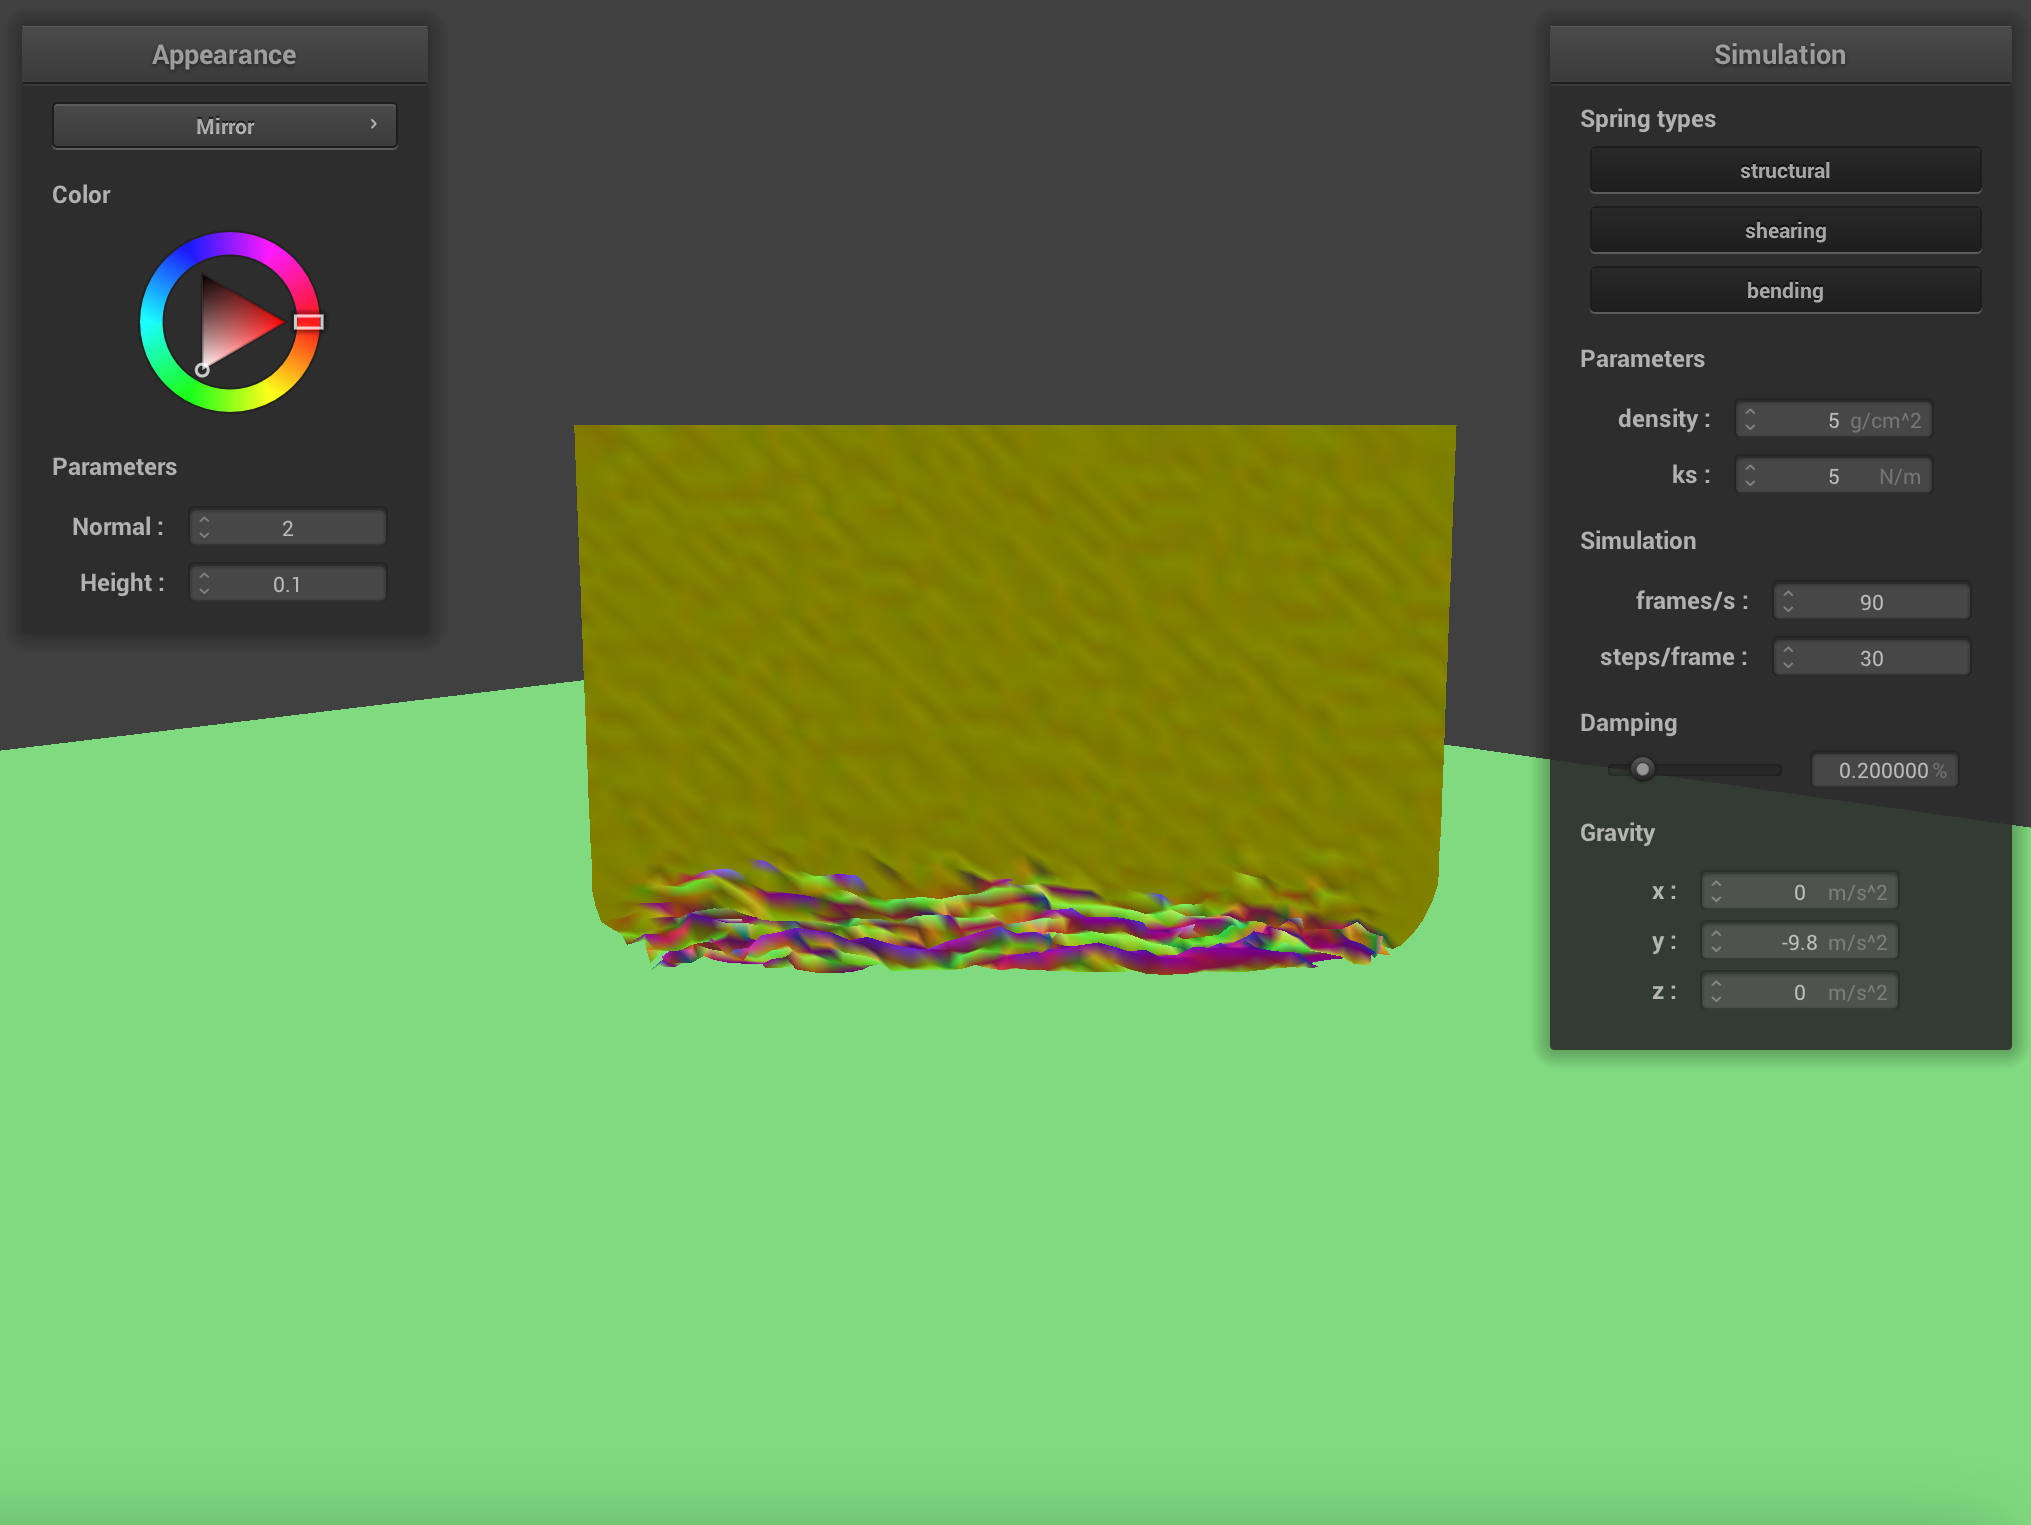 Appearance
Mirror
Color
Parameters
Normal : 2
Height : 0.1
Simulation
Spring types
structural
shearing
bending
Parameters
density : 5 g/cm^2
ks : 5 N/m
Simulation
frames/s : 90
steps/frame : 30
Damping
0.200000 %
Gravity
x : 0 m/s^2
y : -9.8 m/s^2
z : 0 m/s^2